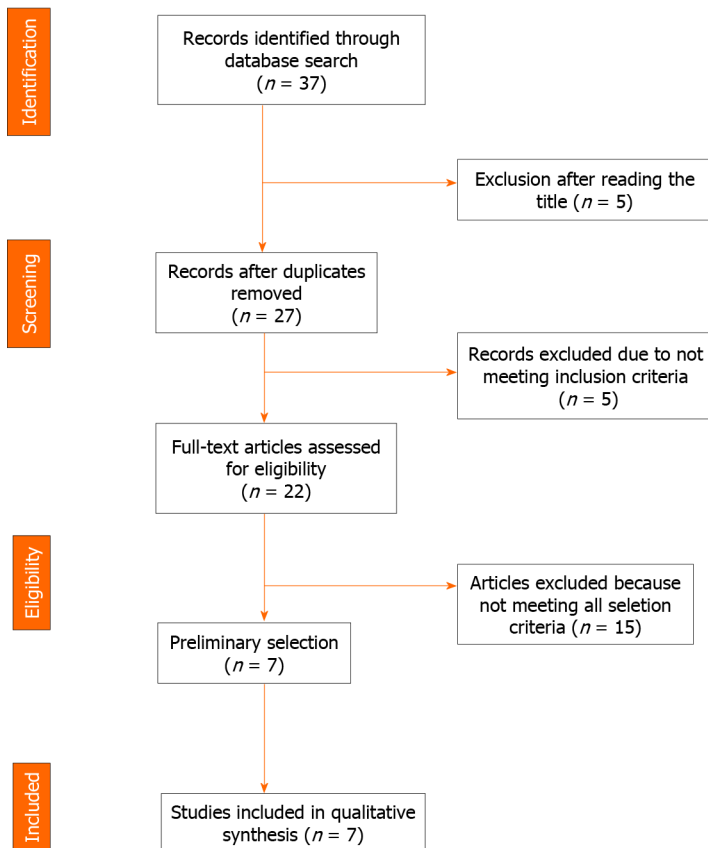 Identification
Records identified through
database search
(n = 37)
Exclusion after reading the
title (n = 5)
Screening
Records after duplicates
removed
(n = 27)
Records excluded due to not
meeting inclusion criteria
(n = 5)
Full-text articles assessed
for eligibility
(n = 22)
Eligibility
Articles excluded because
not meeting all seletion
criteria (n = 15)
Preliminary selection
(n = 7)
Included
Studies included in qualitative
synthesis (n = 7)